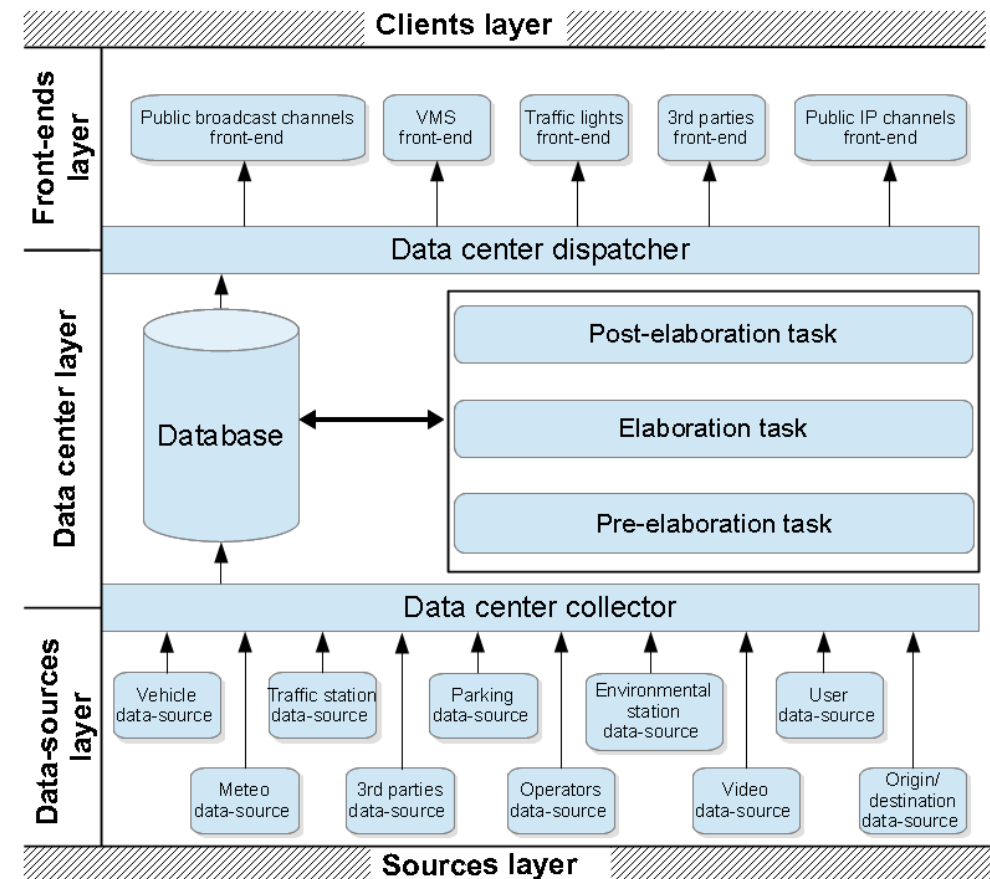 Clients layer
Front-ends
layer
Public broadcast channels
front-end
VMS
front-end
Traffic lights
front-end
3rd parties
front-end
Public IP channels
front-end
Data center dispatcher
Data center layer
Database
Post-elaboration task
Elaboration task
Pre-elaboration task
Data center collector
Data-sources
layer
Vehicle
data-source
Traffic station
data-source
Parking
data-source
Environmental
station
data-source
User
data-source
Meteo
data-source
3rd parties
data-source
Operators
data-source
Video
data-source
Origin/
destination
data-source
Sources layer